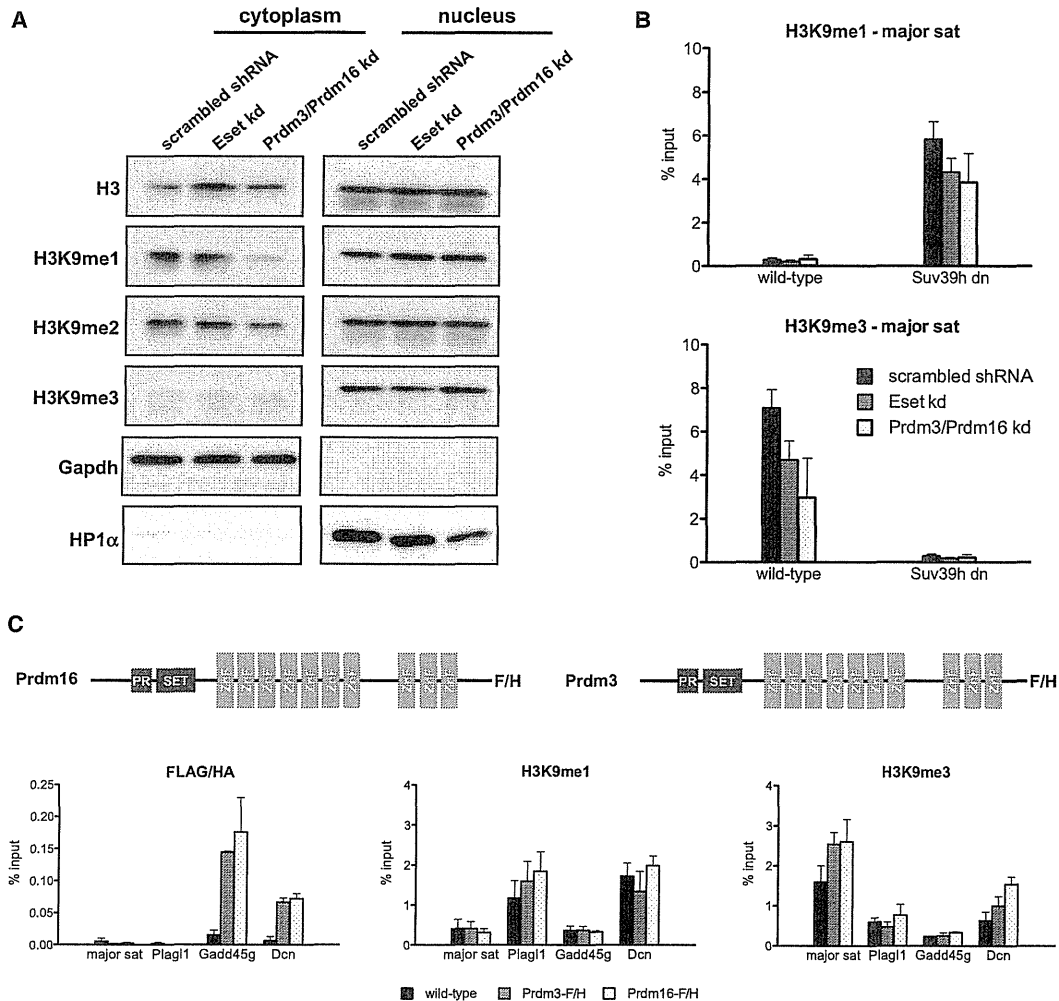 A
cytoplasm
nucleus
scrambled shRNA
Eset kd
Prdm3/Prdm16 kd
scrambled shRNA
Eset kd
Prdm3/Prdm16 kd
H3
H3K9me1
H3K9me2
H3K9me3
Gapdh
HP1α
B
H3K9me1 - major sat
% input
10
8
6
4
2
0
wild-type
Suv39h dn
H3K9me3 - major sat
% input
10
8
6
4
2
0
scrambled shRNA
Eset kd
Prdm3/Prdm16 kd
wild-type
Suv39h dn
C
Prdm16
PR
SET
F/H
Prdm3
PR
SET
F/H
FLAG/HA
% input
0.25
0.20
0.15
0.10
0.05
0.00
major sat
Plagl1
Gadd45g
Dcn
H3K9me1
% input
4
3
2
1
0
major sat
Plagl1
Gadd45g
Dcn
H3K9me3
% input
4
3
2
1
0
major sat
Plagl1
Gadd45g
Dcn
wild-type
Prdm3-F/H
Prdm16-F/H